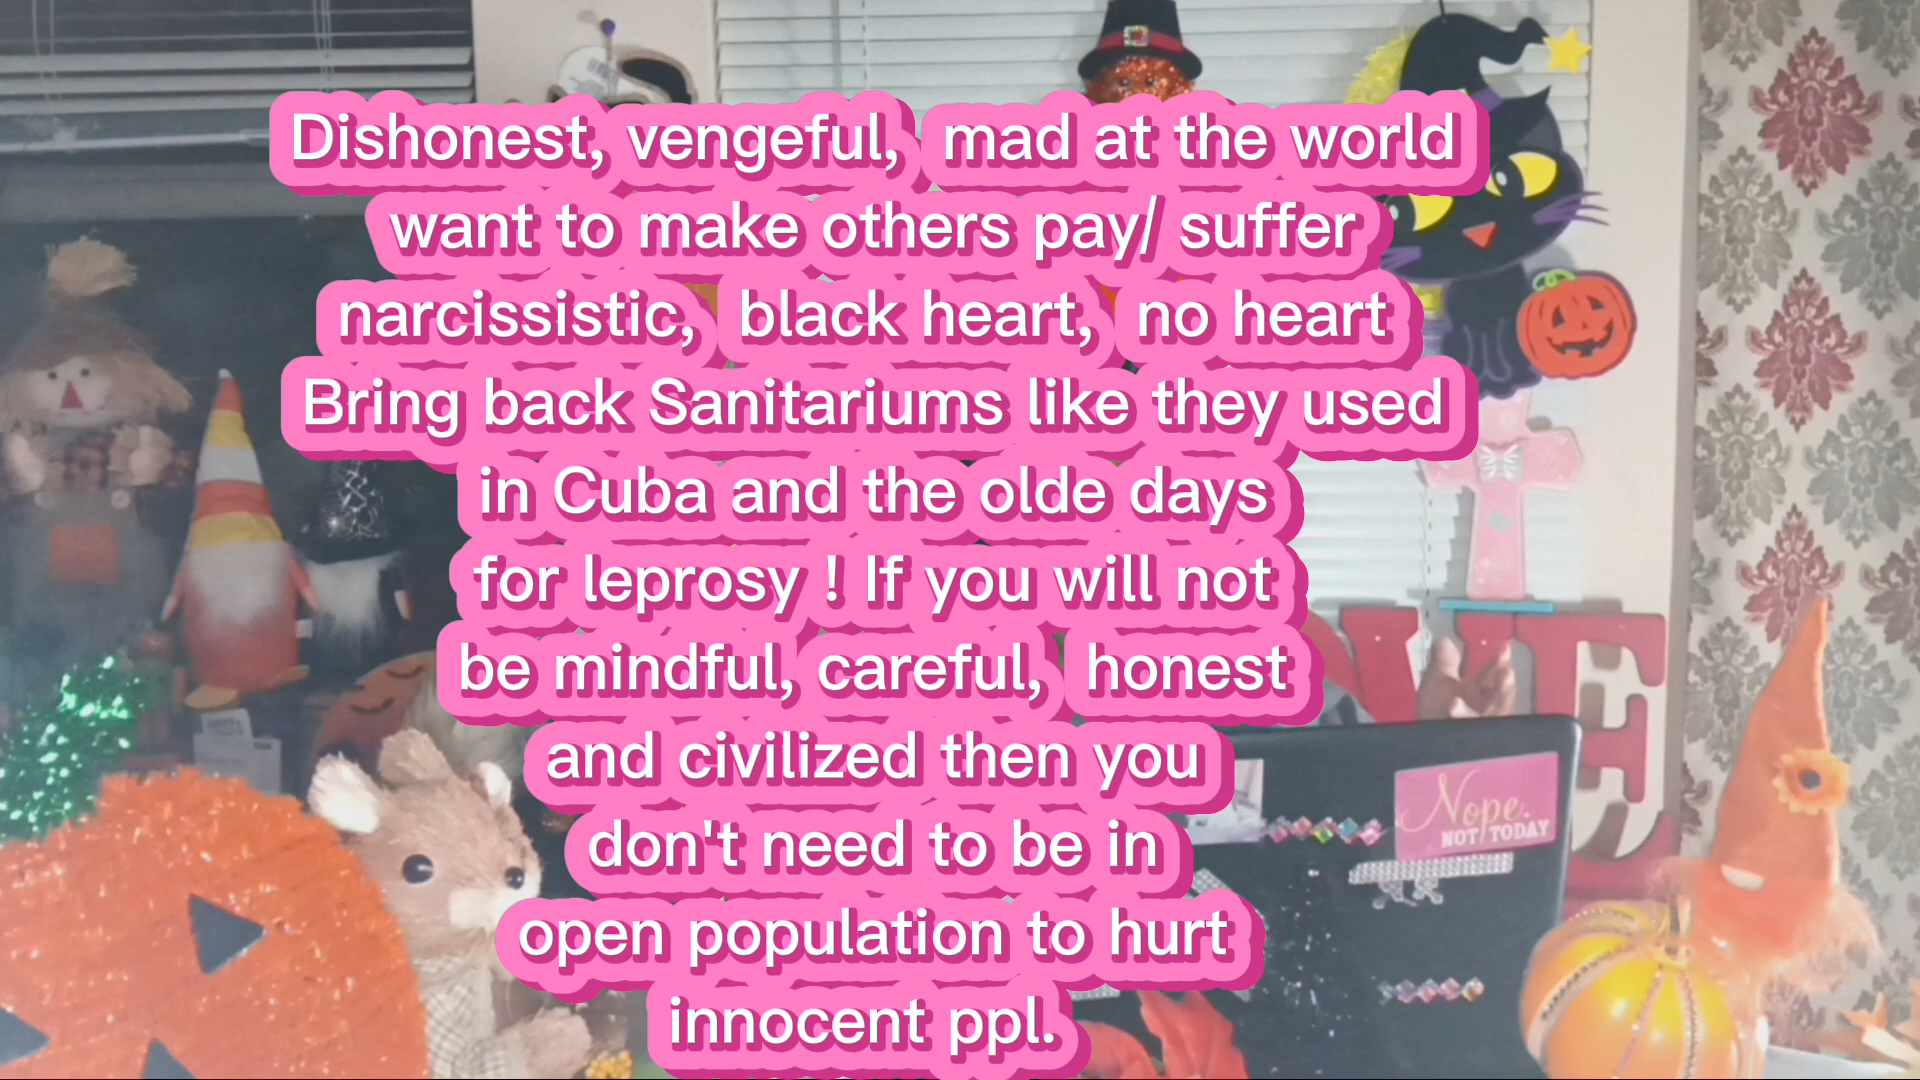 Dishonest, vengeful, mad at the world
want to make others pay/ suffer
narcissistic, black heart, no heart
Bring back Sanitariums like they used
in Cuba and the olde days
for leprosy ! If you will not
be mindful, careful, honest
and civilized then you
don't need to be in
open population to hurt
innocent ppl.
Nope.
NOT TODAY